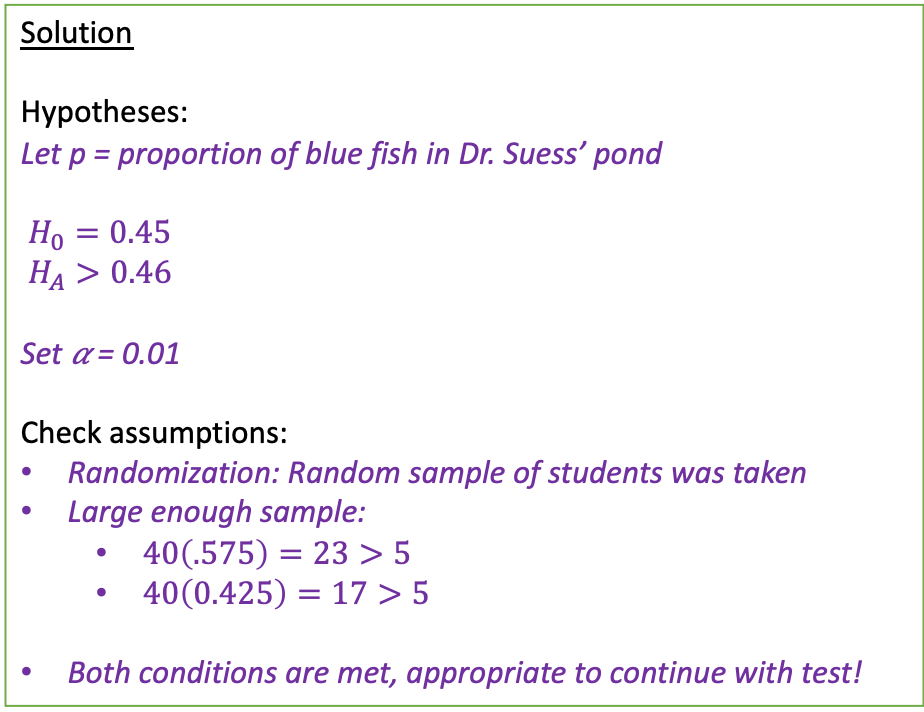 Solution
Hypotheses:
Let p = proportion of blue fish in Dr. Suess’ pond
H₀ = 0.45
H_A > 0.46
Set 𝛼 = 0.01
Check assumptions:
• Randomization: Random sample of students was taken
• Large enough sample:
• 40(.575) = 23 > 5
• 40(0.425) = 17 > 5
• Both conditions are met, appropriate to continue with test!